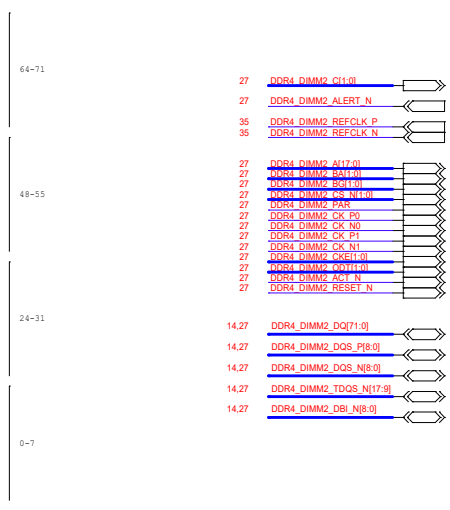 64-71
27 DDR4_DIMM2_C[1:0]
27 DDR4_DIMM2_ALERT_N
35 DDR4_DIMM2_REFCLK_P
35 DDR4_DIMM2_REFCLK_N
27 DDR4_DIMM2_A[17:0]
27 DDR4_DIMM2_BA[1:0]
27 DDR4_DIMM2_BG[1:0]
48-55
27 DDR4_DIMM2_CS_N[1:0]
27 DDR4_DIMM2_PAR
27 DDR4_DIMM2_CK_P0
27 DDR4_DIMM2_CK_N0
27 DDR4_DIMM2_CK_P1
27 DDR4_DIMM2_CK_N1
27 DDR4_DIMM2_CKE[1:0]
27 DDR4_DIMM2_ODT[1:0]
27 DDR4_DIMM2_ACT_N
27 DDR4_DIMM2_RESET_N
24-31
14,27 DDR4_DIMM2_DQ[71:0]
14,27 DDR4_DIMM2_DQS_P[8:0]
14,27 DDR4_DIMM2_DQS_N[8:0]
14,27 DDR4_DIMM2_TDQS_N[17:9]
14,27 DDR4_DIMM2_DBI_N[8:0]
0-7